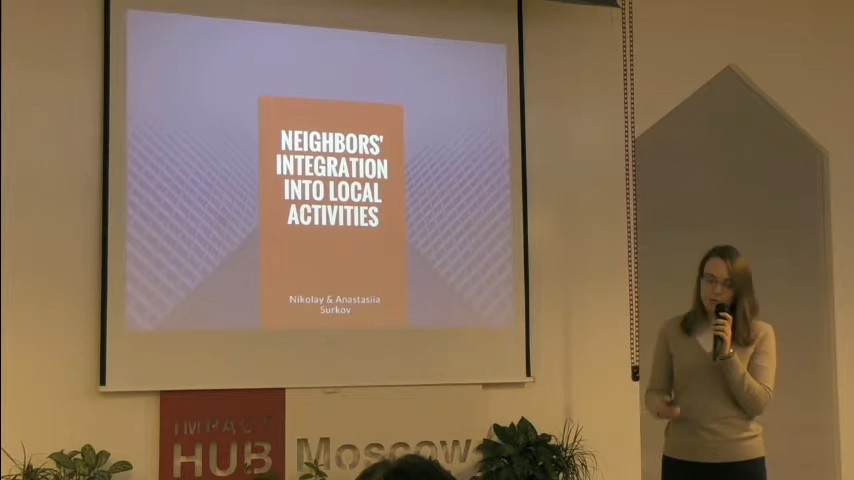 NEIGHBORS'
INTEGRATION
INTO LOCAL
ACTIVITIES
Nikolay & Anastasiia
Surkov
IMPACT
HUB Moscow